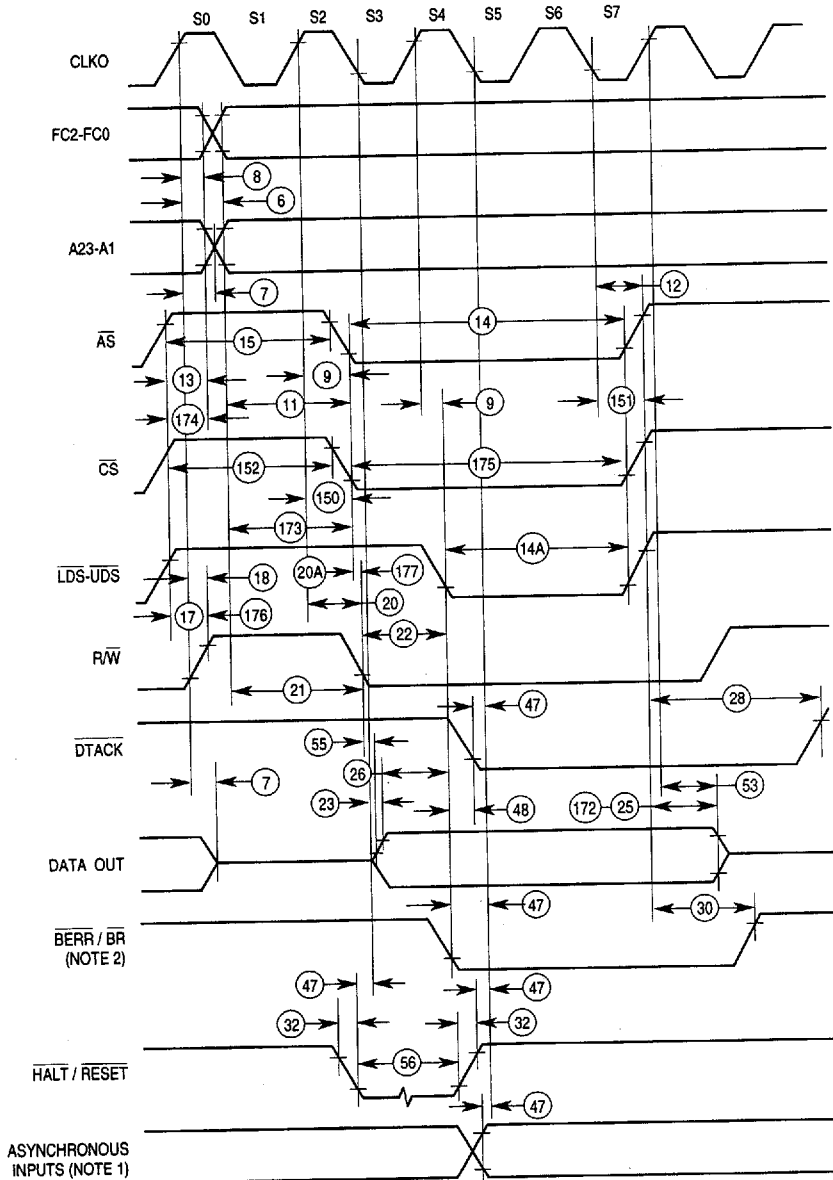 S0 S1 S2 S3 S4 S5 S6 S7
CLKO
FC2-FC0
8
6
A23-A1
7
12
AS
15
14
13
9
174
11
9
151
CS
152
175
150
173
LDS-UDS
14A
18
20A
177
17
176
20
22
R/W
21
28
47
DTACK
55
26
53
7
23
48
172
25
DATA OUT
47
30
BERR / BR
(NOTE 2)
47
47
32
32
HALT / RESET
56
47
ASYNCHRONOUS
INPUTS (NOTE 1)